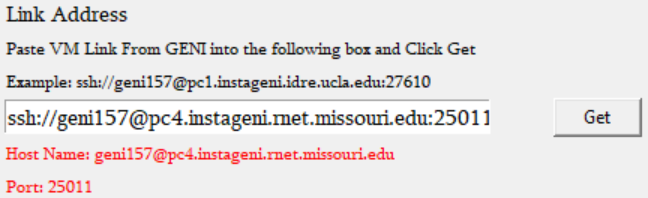 Link Address
Paste VM Link From GENI into the following box and Click Get
Example: ssh://geni157@pc1.instageni.idre.ucla.edu:27610
ssh://geni157@pc4.instageni.rnet.missouri.edu:25011
Get
Host Name: geni157@pc4.instageni.rnet.missouri.edu
Port: 25011